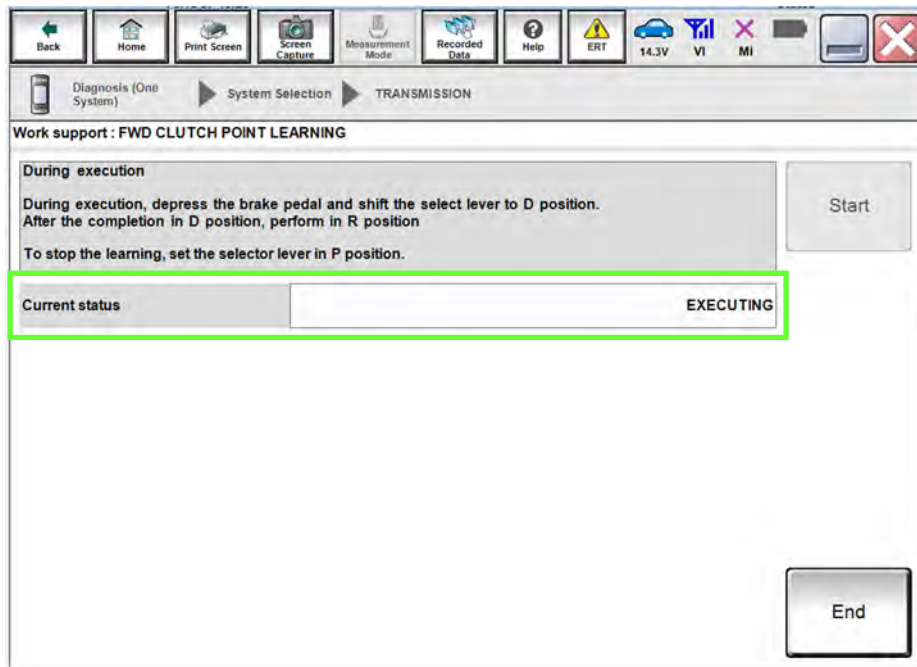 Back
Home
Print Screen
Screen
Capture
Measurement
Mode
Recorded
Data
Help
ERT
14.3V
VI
MI
Diagnosis (One
System)
System Selection
TRANSMISSION
Work support : FWD CLUTCH POINT LEARNING
During execution
During execution, depress the brake pedal and shift the select lever to D position.
After the completion in D position, perform in R position
To stop the learning, set the selector lever in P position.
Start
Current status
EXECUTING
End